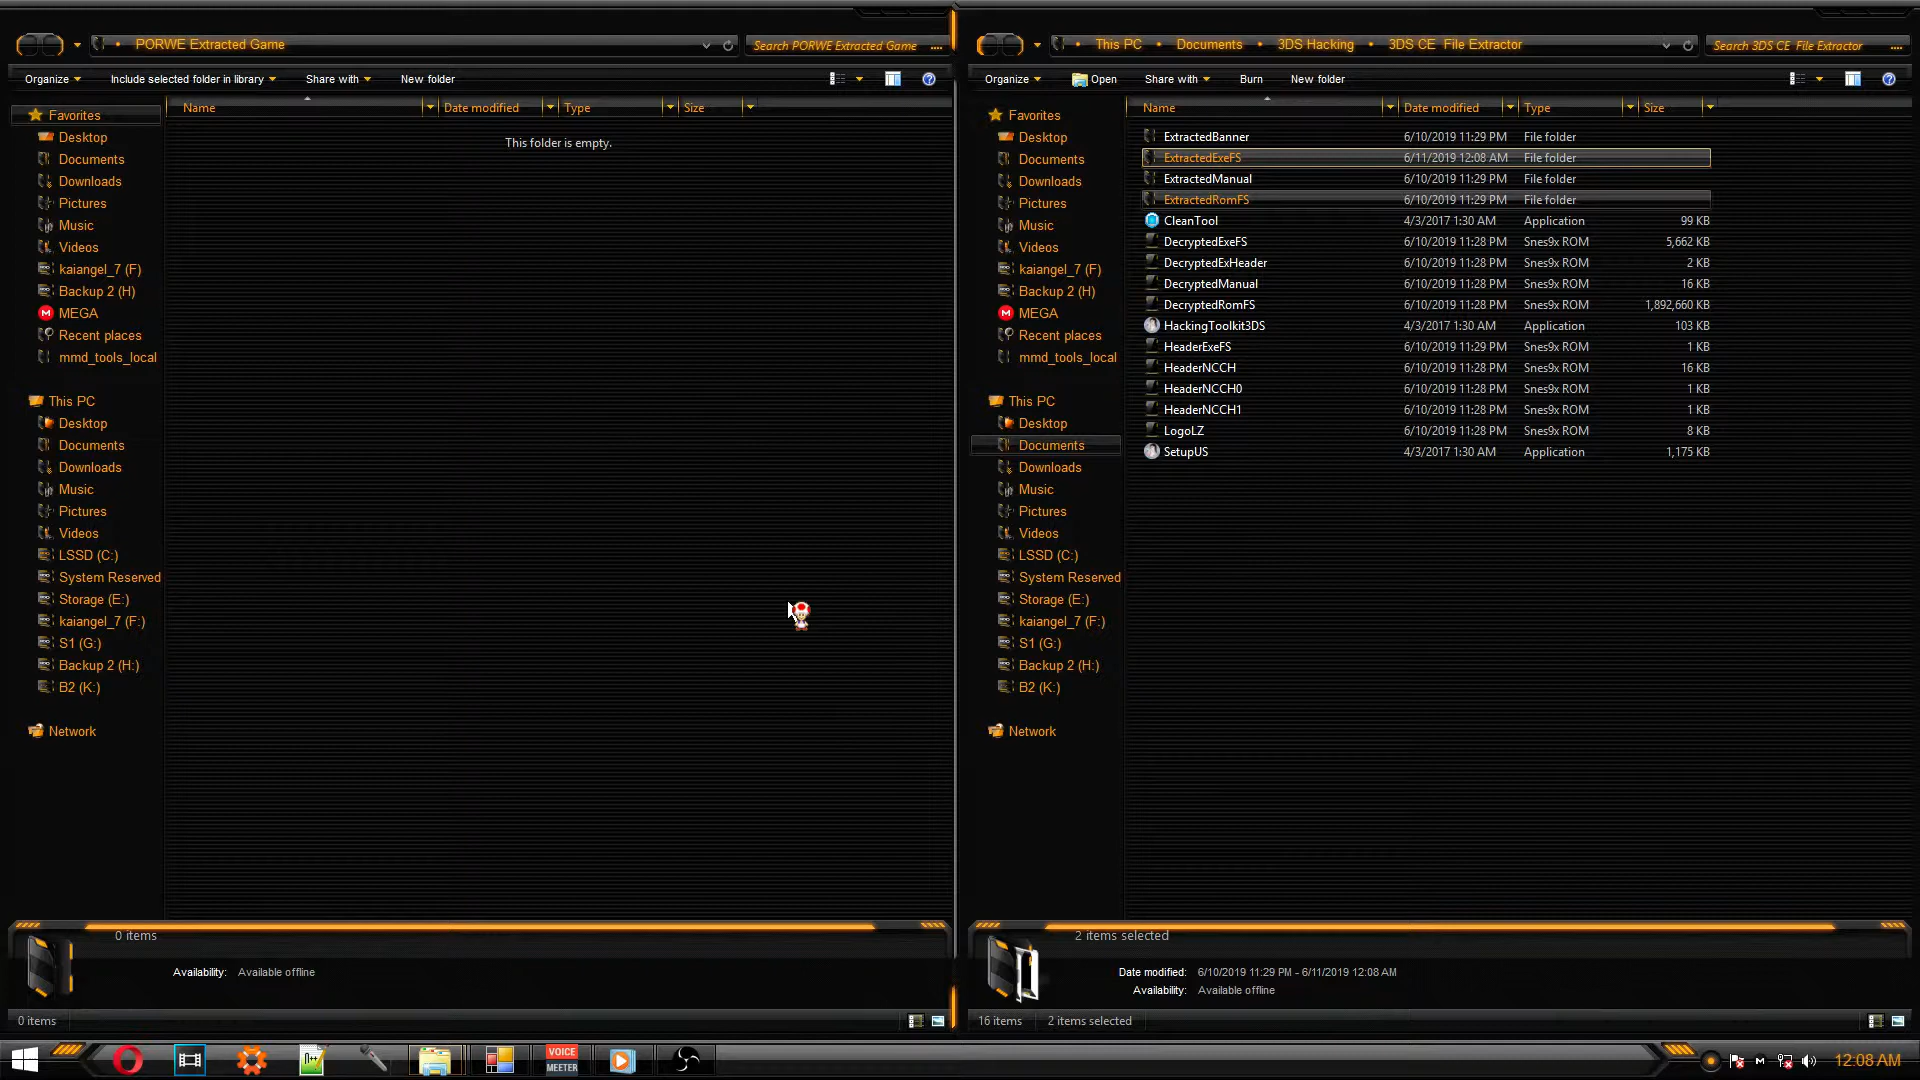 PORWE Extracted Game
Search PORWE Extracted Game
Organize
Include selected folder in library
Share with
New folder
Name
Date modified
Type
Size
This folder is empty.
Favorites
Desktop
Documents
Downloads
Pictures
Music
Videos
kaiangel_7 (F)
Backup 2 (H)
MEGA
Recent places
mmd_tools_local
This PC
Desktop
Documents
Downloads
Music
Pictures
Videos
LSSD (C:)
System Reserved
Storage (E:)
kaiangel_7 (F:)
S1 (G:)
Backup 2 (H:)
B2 (K:)
Network
0 items
Availability: Available offline
0 items
This PC • Documents • 3DS Hacking • 3DS CE File Extractor
Search 3DS CE File Extractor
Organize
Open
Share with
Burn
New folder
Name
Date modified
Type
Size
Favorites
Desktop
Documents
Downloads
Pictures
Music
Videos
kaiangel_7 (F)
Backup 2 (H)
MEGA
Recent places
mmd_tools_local
This PC
Desktop
Documents
Downloads
Music
Pictures
Videos
LSSD (C:)
System Reserved
Storage (E:)
kaiangel_7 (F:)
S1 (G:)
Backup 2 (H:)
B2 (K:)
Network
ExtractedBanner 6/10/2019 11:29 PM File folder
ExtractedExeFS 6/11/2019 12:08 AM File folder
ExtractedManual 6/10/2019 11:29 PM File folder
ExtractedRomFS 6/10/2019 11:29 PM File folder
CleanTool 4/3/2017 1:30 AM Application 99 KB
DecryptedExeFS 6/10/2019 11:28 PM Snes9x ROM 5,662 KB
DecryptedExHeader 6/10/2019 11:28 PM Snes9x ROM 2 KB
DecryptedManual 6/10/2019 11:28 PM Snes9x ROM 16 KB
DecryptedRomFS 6/10/2019 11:28 PM Snes9x ROM 1,892,660 KB
HackingToolkit3DS 4/3/2017 1:30 AM Application 103 KB
HeaderExeFS 6/10/2019 11:29 PM Snes9x ROM 1 KB
HeaderNCCH 6/10/2019 11:28 PM Snes9x ROM 16 KB
HeaderNCCH0 6/10/2019 11:28 PM Snes9x ROM 1 KB
HeaderNCCH1 6/10/2019 11:28 PM Snes9x ROM 1 KB
LogoLZ 6/10/2019 11:28 PM Snes9x ROM 8 KB
SetupUS 4/3/2017 1:30 AM Application 1,175 KB
2 items selected
Date modified: 6/10/2019 11:29 PM - 6/11/2019 12:08 AM
Availability: Available offline
16 items 2 items selected
VOICE
MEETER
12:08 AM